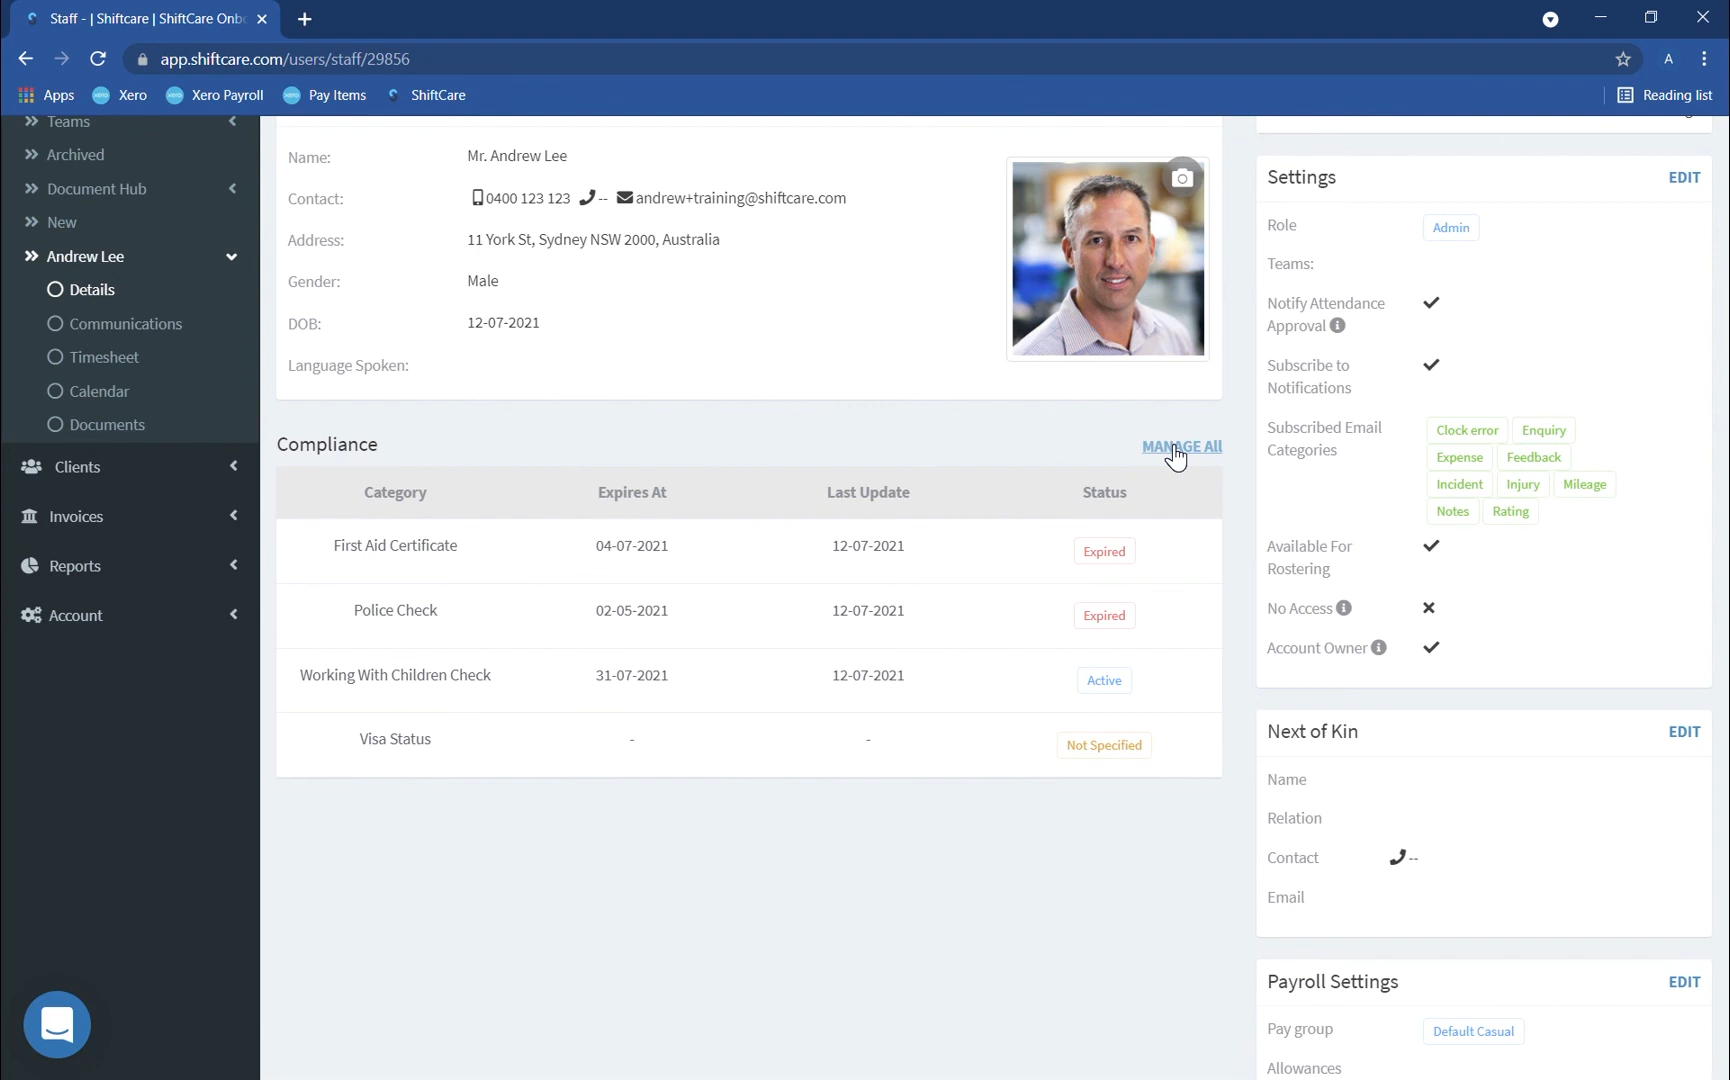 Staff - | Shiftcare | ShiftCare Onb
app.shiftcare.com/users/staff/29856
A
Apps
Xero
Xero Payroll
Pay Items
ShiftCare
Reading list
Teams
Archived
Document Hub
New
Andrew Lee
Details
Communications
Timesheet
Calendar
Documents
Clients
Invoices
Reports
Account
Name: Mr. Andrew Lee
Contact: 0400 123 123 -- andrew+training@shiftcare.com
Address: 11 York St, Sydney NSW 2000, Australia
Gender: Male
DOB: 12-07-2021
Language Spoken:
Compliance MANAGE All
Category Expires At Last Update Status
First Aid Certificate 04-07-2021 12-07-2021 Expired
Police Check 02-05-2021 12-07-2021 Expired
Working With Children Check 31-07-2021 12-07-2021 Active
Visa Status - - Not Specified
Settings EDIT
Role Admin
Teams:
Notify Attendance
Approval
Subscribe to
Notifications
Subscribed Email
Categories
Clock error Enquiry
Expense Feedback
Incident Injury Mileage
Notes Rating
Available For
Rostering
No Access
Account Owner
Next of Kin EDIT
Name
Relation
Contact --
Email
Payroll Settings EDIT
Pay group Default Casual
Allowances